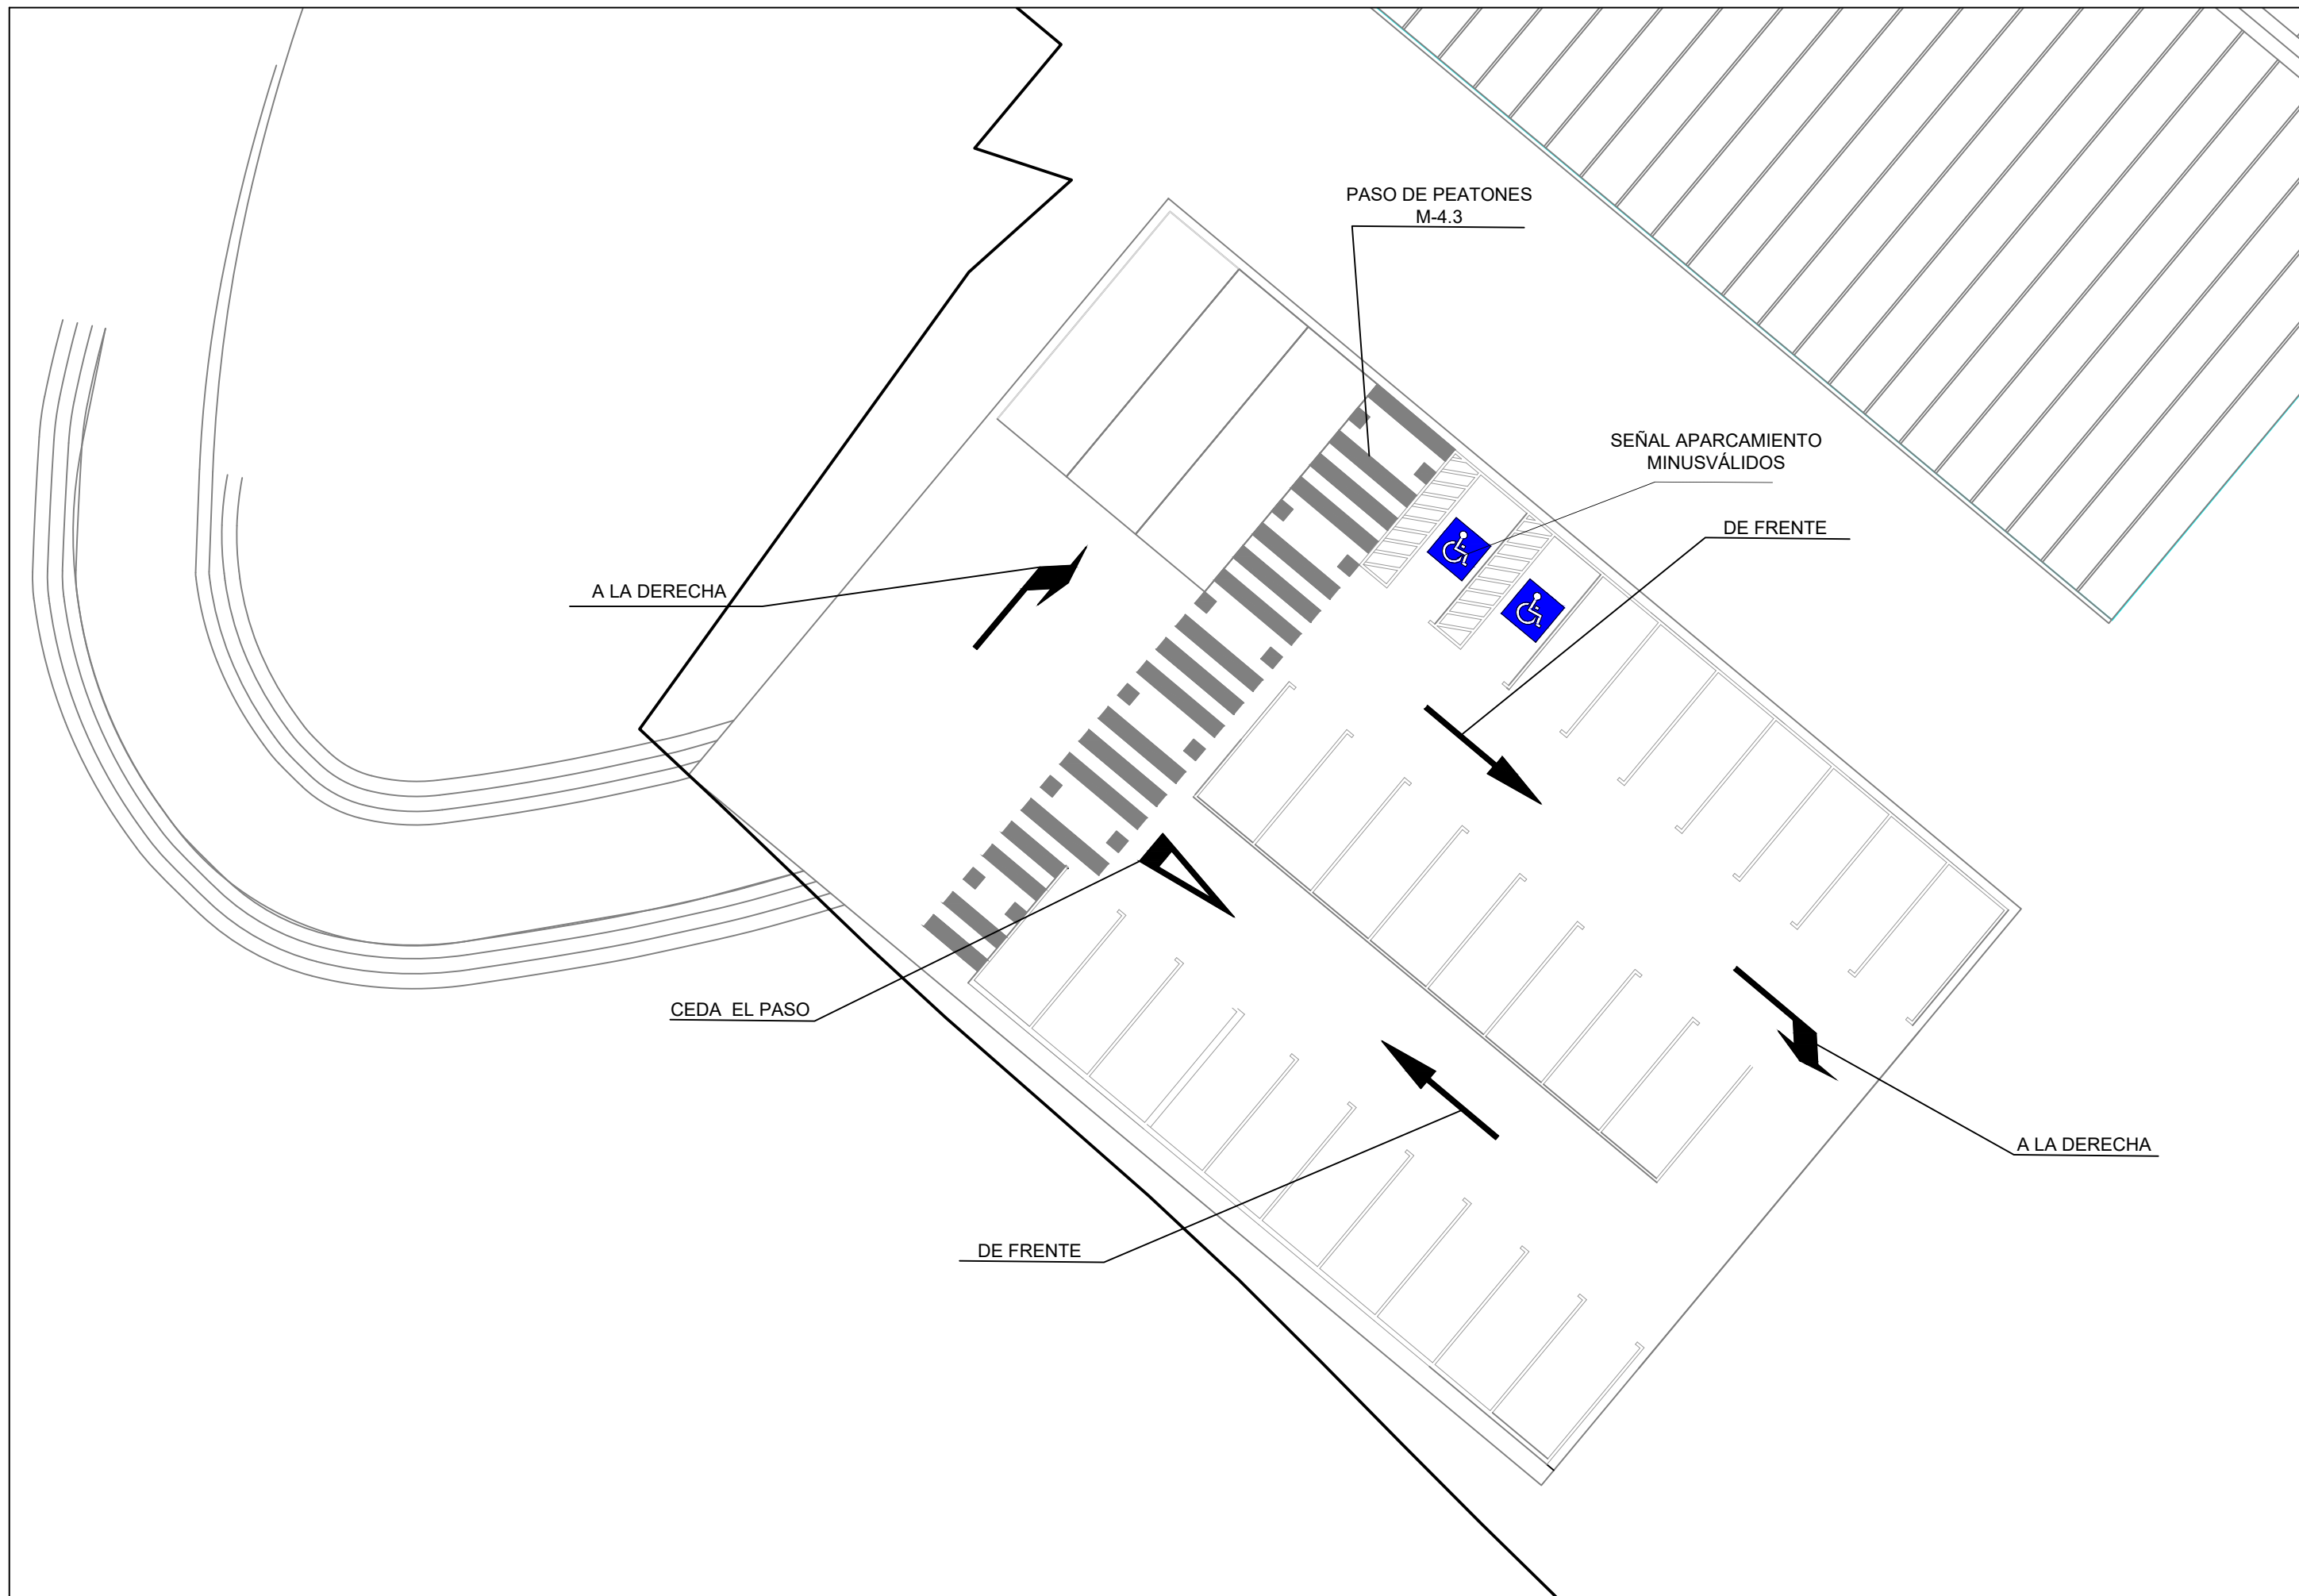 PASO DE PEATONES
M-4.3
SEÑAL APARCAMIENTO
MINUSVÁLIDOS
DE FRENTE
A LA DERECHA
CEDA EL PASO
A LA DERECHA
DE FRENTE